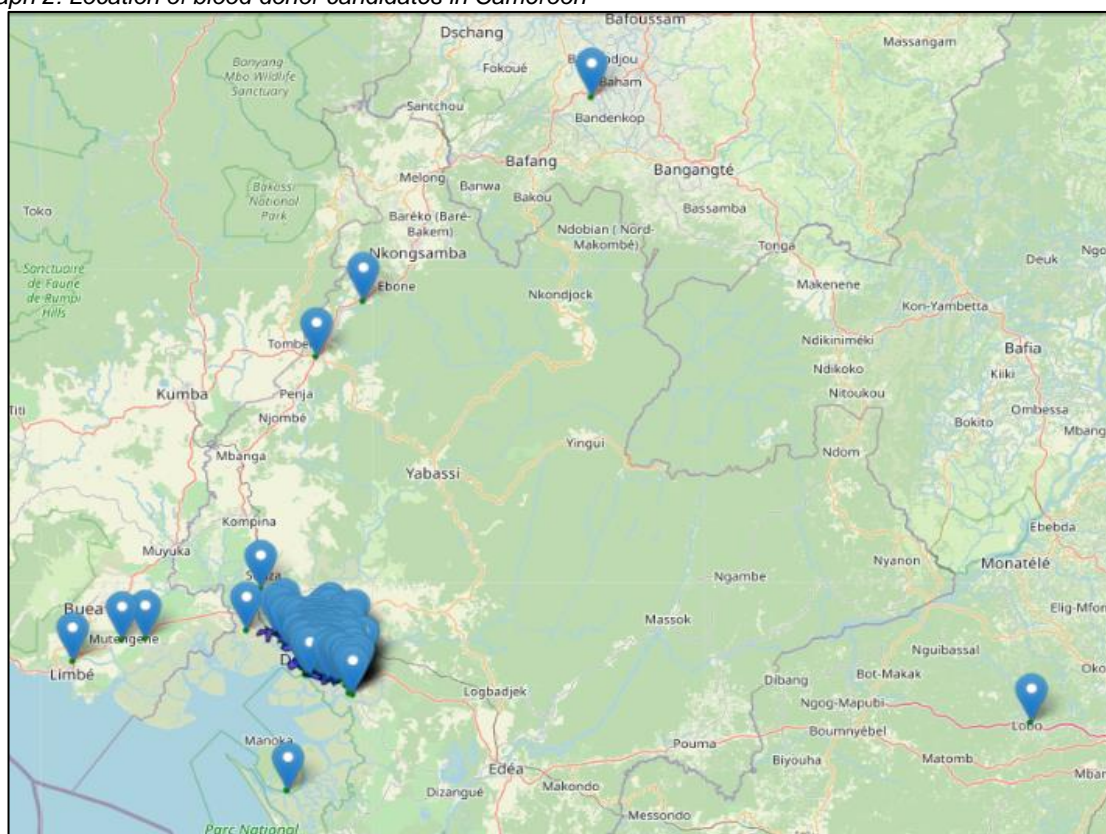 aph 2: Location of blood donor candidates in Cameroon
Bafoussam
Dschang
Massangam
Banyang
Mbo Wildlife
Sanctuary
Fokoué
Baham
Santchou
Bandenkop
Bafang
Bangangté
Melong
Banwa
Bakossi
National
Park
Bakou
Bassamba
Toko
Baréko (Baré-
Bakem)
Ndobian ( Nord-
Makombé)
Tonga
Nkongsamba
Deuk
Ngo
Sanctuaire
de Faune
de Rumpi
Hills
Ebone
Makenene
Nkondjock
Kon-Yambetta
Tombe
Ndikiniméki
Bafia
Kiiki
Ndikoko
Kumba
Penja
Nitoukou
Titi
Njombé
Ombessa
Bokito
Mbang
Yingui
Mbanga
Ndom
Yabassi
Kompina
Ebebda
Muyuka
Nyanon
Monatélé
Ngambe
Buea
Elig-Mfon
Massok
Mutengene
Nguibassal
D
Limbé
Bot-Makak
Oko
Dibang
Logbadjek
Ngog-Mapubi
Lobo
Manoka
Pouma
Boumnyébel
Edéa
Biyouha
Matomb
Makondo
Mbar
Dizangué
Messondo
Parc National